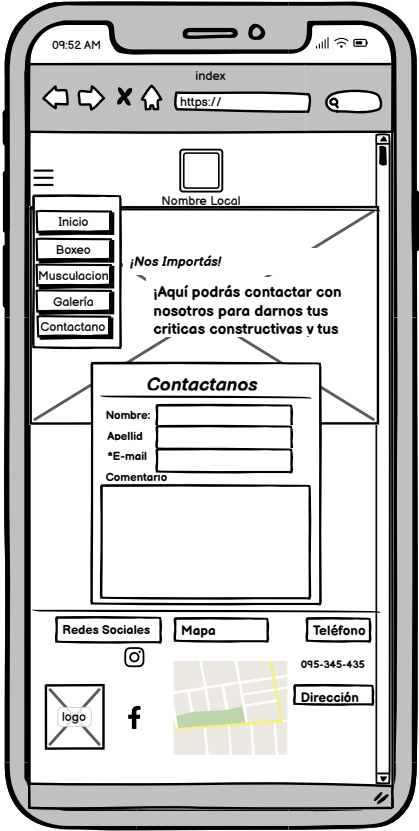 09:52 AM
index
https://
Nombre Local
Inicio
Boxeo
Musculacion
Galería
Contactano
¡Nos Importás!
¡Aquí podrás contactar con
nosotros para darnos tus
criticas constructivas y tus
Contactanos
Nombre:
Apellid
*E-mail
Comentario
Redes Sociales
Mapa
Teléfono
095-345-435
Dirección
logo